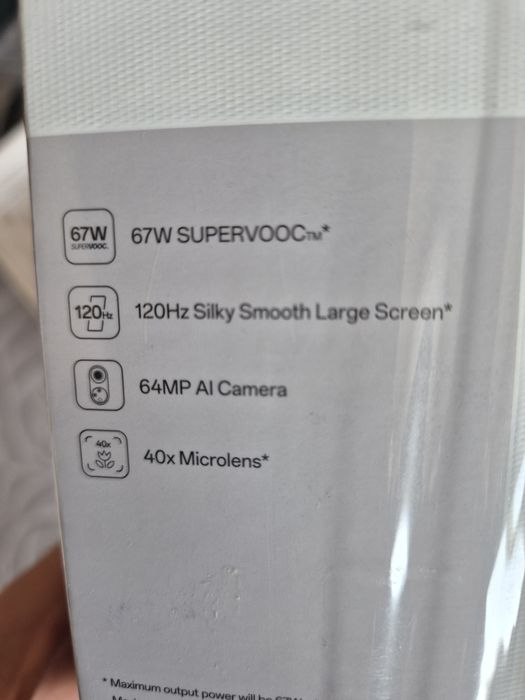 67W
SUPERVOOC
67W SUPERVOOC™*
120Hz
120Hz Silky Smooth Large Screen*
64MP AI Camera
40x
40x Microlens*
* Maximum output power will be 67W